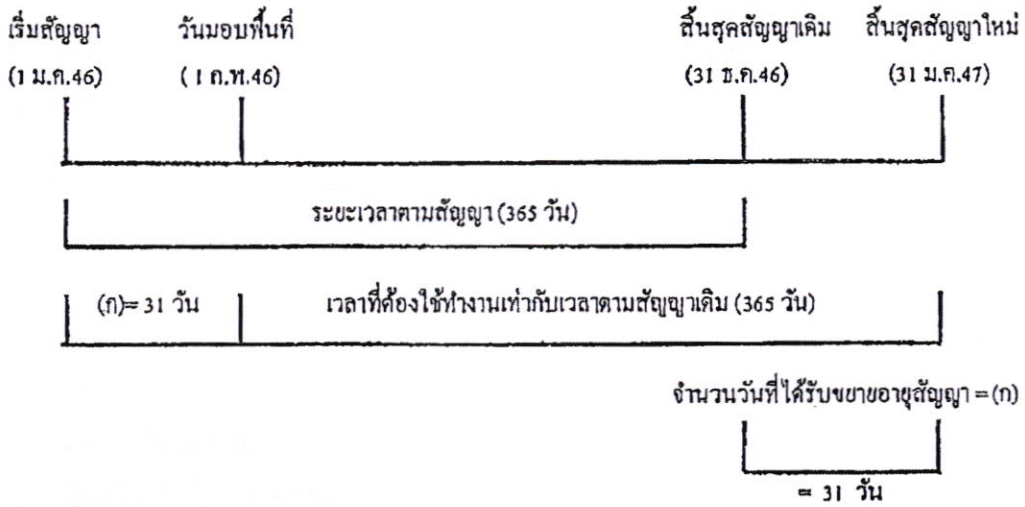 เริ่มสัญญา วันมอบพื้นที่ สิ้นสุดสัญญาเดิม สิ้นสุดสัญญาใหม่
(1 ม.ค.46) ( 1 ก.พ.46) (31 ธ.ค.46) (31 ม.ค.47)
ระยะเวลาตามสัญญา (365 วัน)
(ก)= 31 วัน เวลาที่ต้องใช้ทำงานเท่ากับเวลาตามสัญญาเดิม (365 วัน)
จำนวนวันที่ได้รับขยายอายุสัญญา = (ก)
= 31 วัน